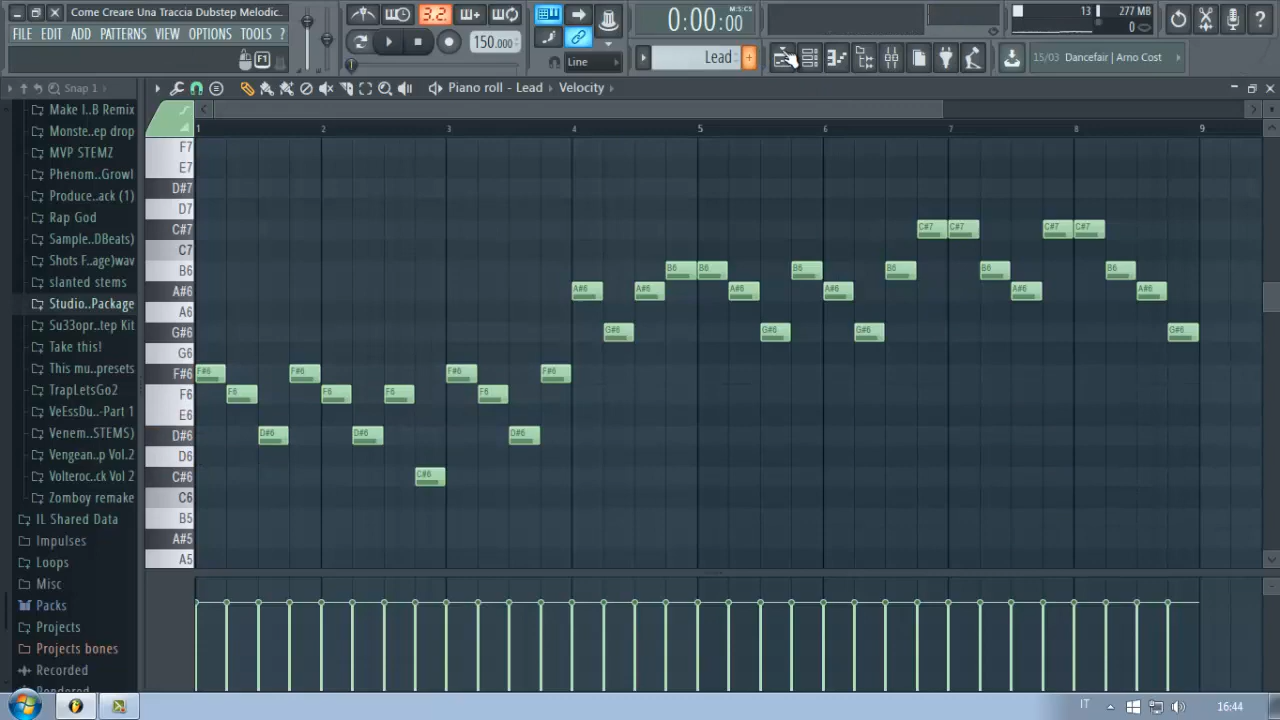 Come Creare Una Traccia Dubstep Melodic..
FILE EDIT ADD PATTERNS VIEW OPTIONS TOOLS ?
F1
3.2
150.000
Line
0:00:00
M:S:CS
Lead
13 277 MB
0
15/03 Dancefair | Arno Cost
Snap 1
Piano roll - Lead Velocity
Make I..B Remix
Monste..ep drop
MVP STEMZ
Phenom..Growl
Produce..ack (1)
Rap God
Sample..DBeats)
Shots F..age)wav
slanted stems
Studio..Package
Su33opr..tep Kit
Take this!
This mu..presets
TrapLetsGo2
VeEssDu..-Part 1
Venem..STEMS)
Vengean..p Vol.2
Volteroc..ck Vol 2
Zomboy remake
IL Shared Data
Impulses
Loops
Misc
Packs
Projects
Projects bones
Recorded
Rendered
1 2 3 4 5 6 7 8 9
F7
E7
D#7
D7
C#7 C#7 C#7 C#7 C#7
C7
B6 B6 B6 B6 B6 B6 B6
A#6 A#6 A#6 A#6 A#6 A#6 A#6
A6
G#6 G#6 G#6 G#6 G#6
G6
F#6 F#6 F#6 F#6 F#6
F6 F6 F6 F6 F6
E6
D#6 D#6 D#6 D#6
D6
C#6 C#6
C6
B5
A#5
A5
IT 16:44